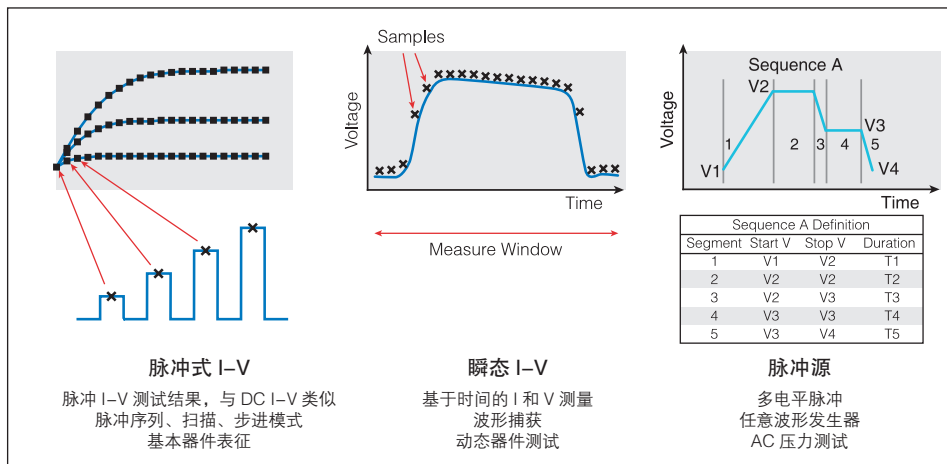 Samples
Voltage
Time
Measure Window
Sequence A
Voltage
V2
V3
V1
V4
1
2
3
4
5
Time
Sequence A Definition
Segment Start V Stop V Duration
1 V1 V2 T1
2 V2 V2 T2
3 V2 V3 T3
4 V3 V3 T4
5 V3 V4 T5
脉冲式 I-V
脉冲 I-V 测试结果，与 DC I-V 类似
脉冲序列、扫描、步进模式
基本器件表征
瞬态 I-V
基于时间的 I 和 V 测量
波形捕获
动态器件测试
脉冲源
多电平脉冲
任意波形发生器
AC 压力测试